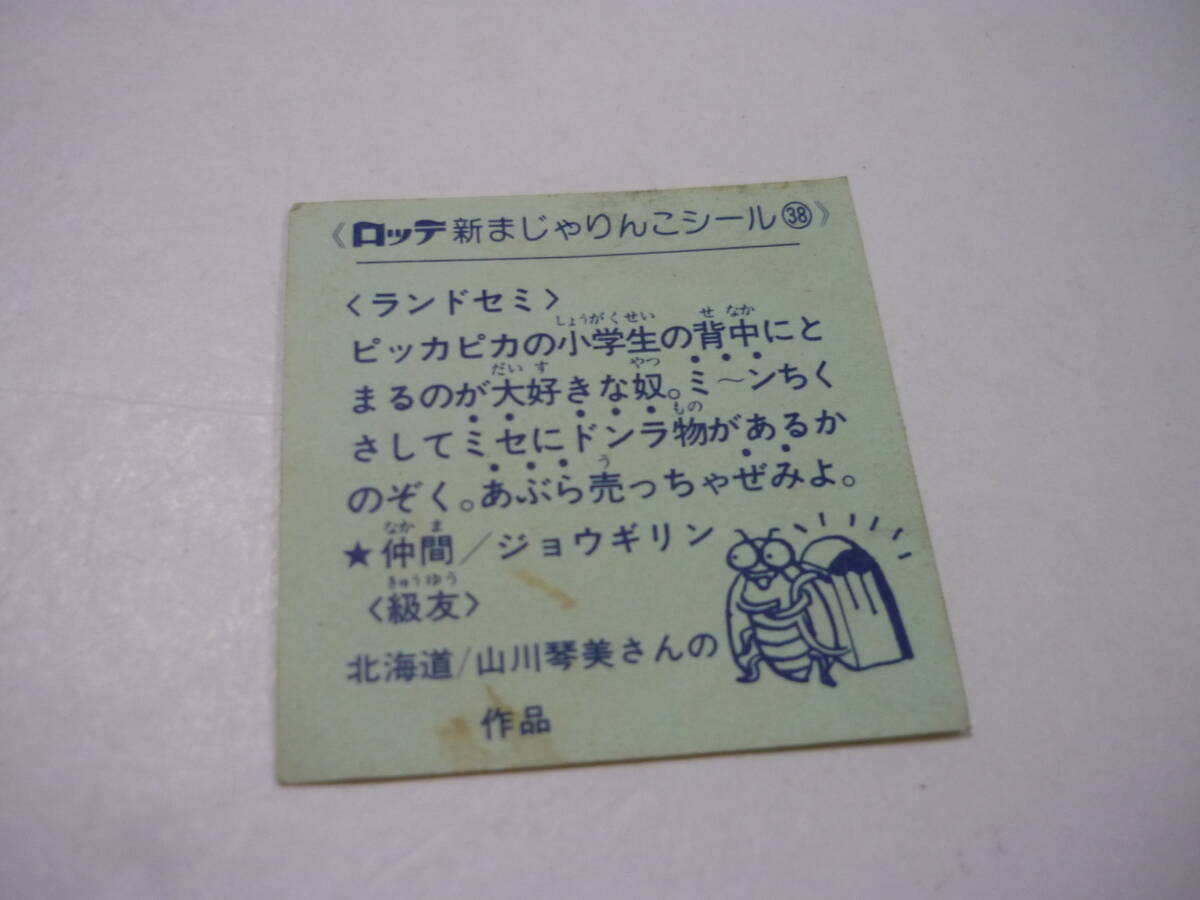 《ロッテ新まじゃりんこシール㊳》
〈ランドセミ〉
ピッカピカの小学生の背中にと
まるのが大好きな奴。ミ～ンちく
さしてミセにドンラ物があるか
のぞく。あぶら売っちゃぜみよ。
★仲間／ジョウギリン
〈級友〉
北海道/山川琴美さんの
作品